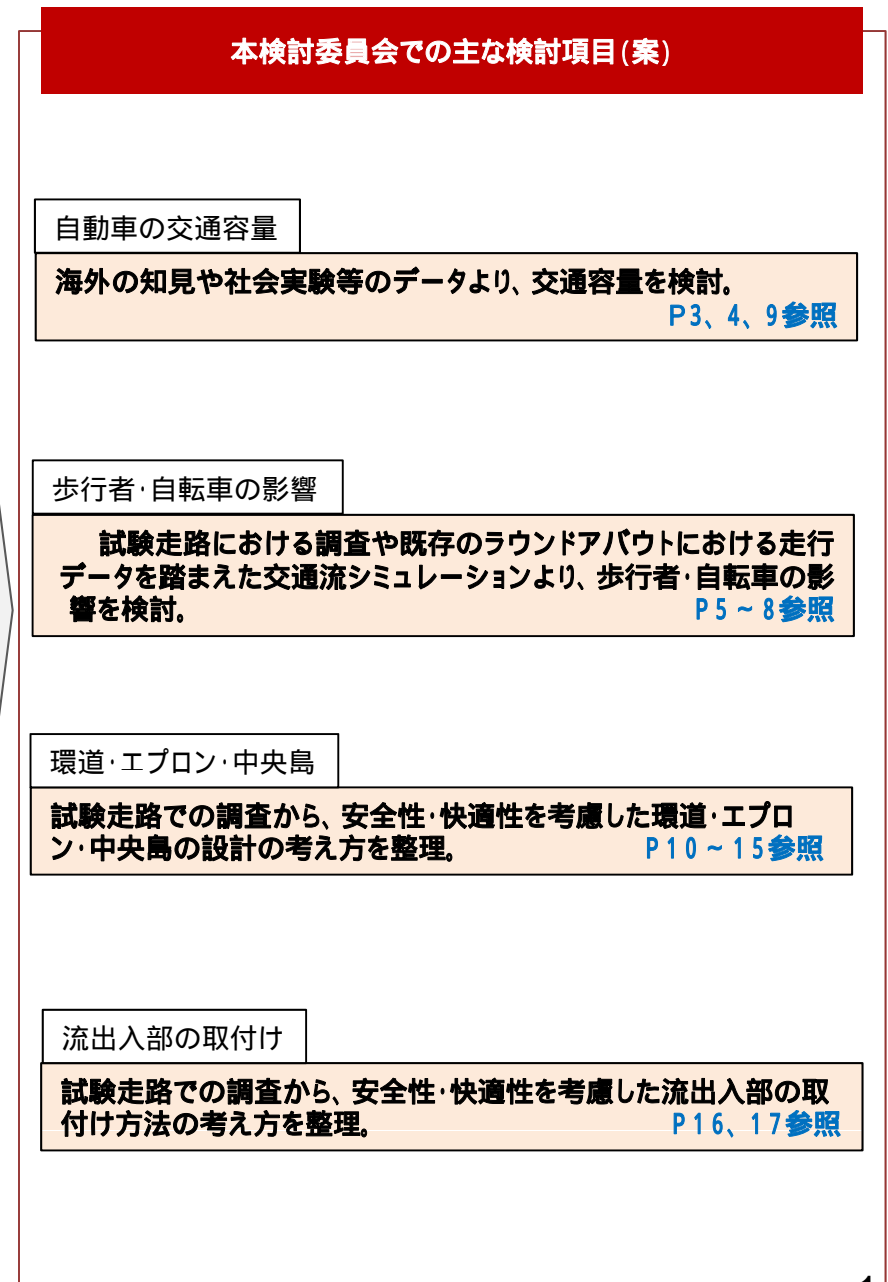 本検討委員会での主な検討項目(案)
自動車の交通容量
海外の知見や社会実験等のデータより、交通容量を検討。
P3、4、9参照
歩行者・自転車の影響
試験走路における調査や既存のラウンドアバウトにおける走行
データを踏まえた交通流シミュレーションより、歩行者・自転車の影
響を検討。 P5~8参照
環道・エプロン・中央島
試験走路での調査から、安全性・快適性を考慮した環道・エプロ
ン・中央島の設計の考え方を整理。 P10~15参照
流出入部の取付け
試験走路での調査から、安全性・快適性を考慮した流出入部の取
付け方法の考え方を整理。 P16、17参照